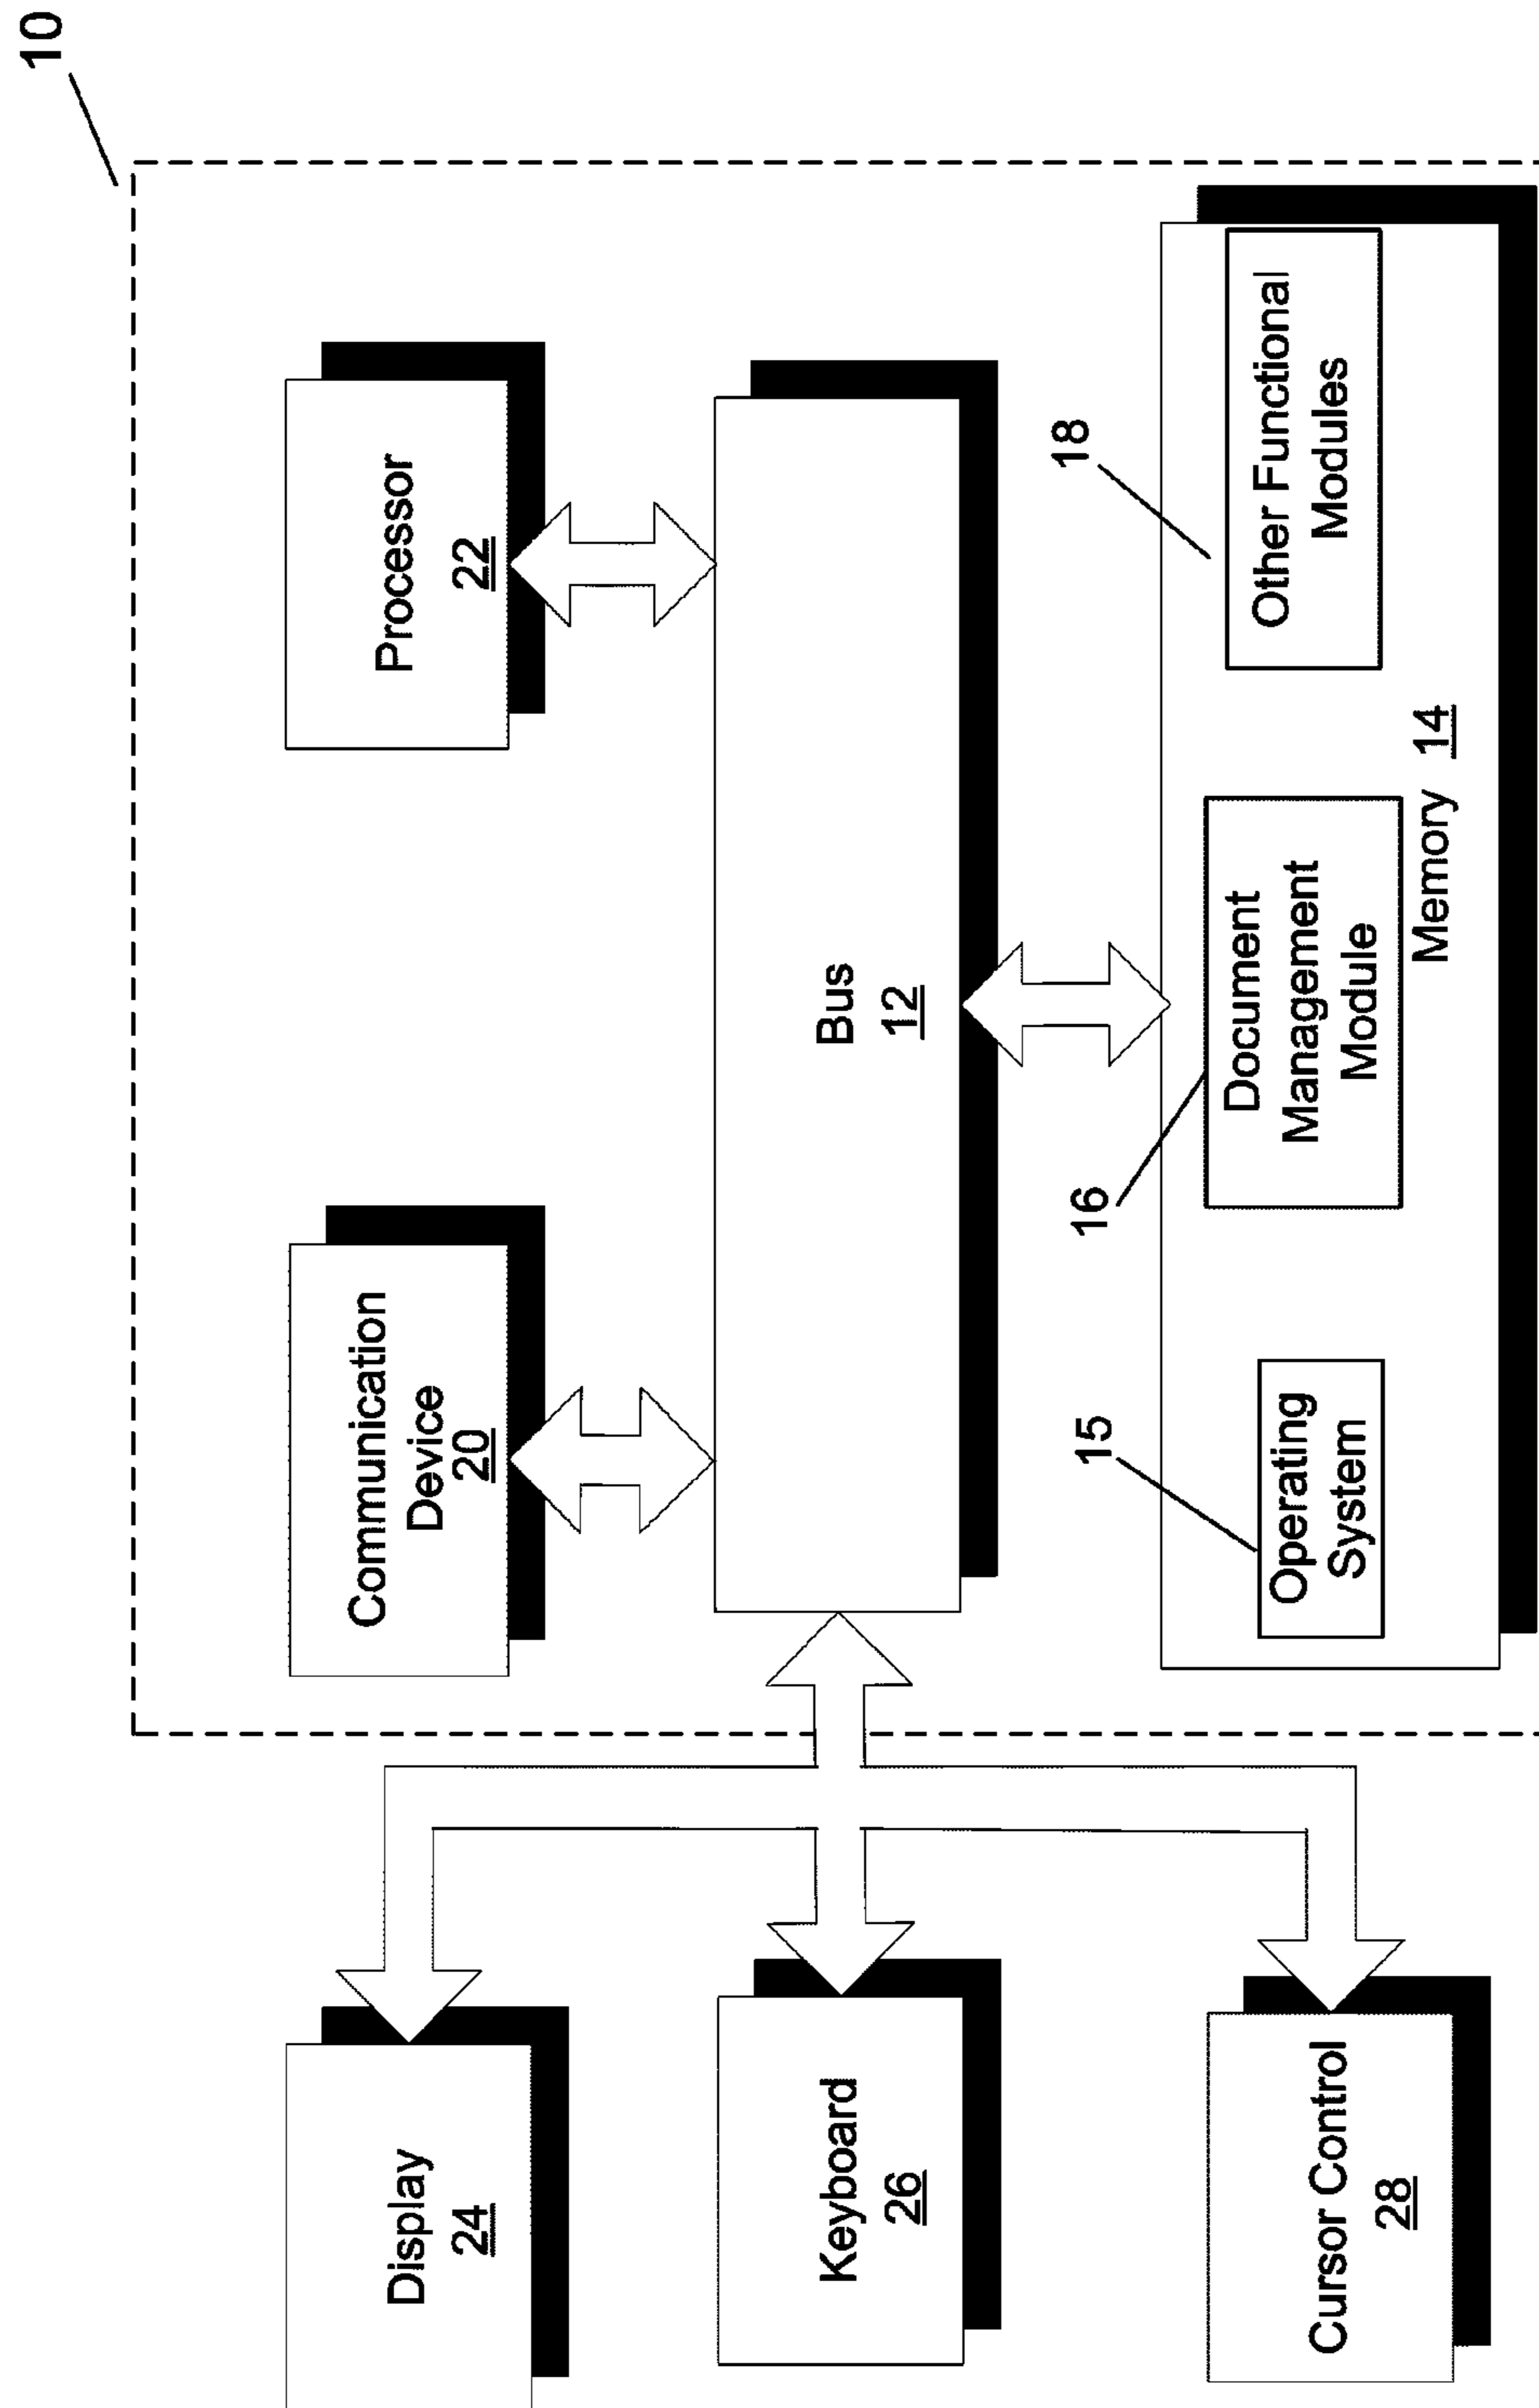 10
Display
24
Communication
Device
20
Processor
22
Keyboard
26
Bus
12
Cursor Control
28
15
16
18
Operating
System
Document
Management
Module
Other Functional
Modules
Memory 14